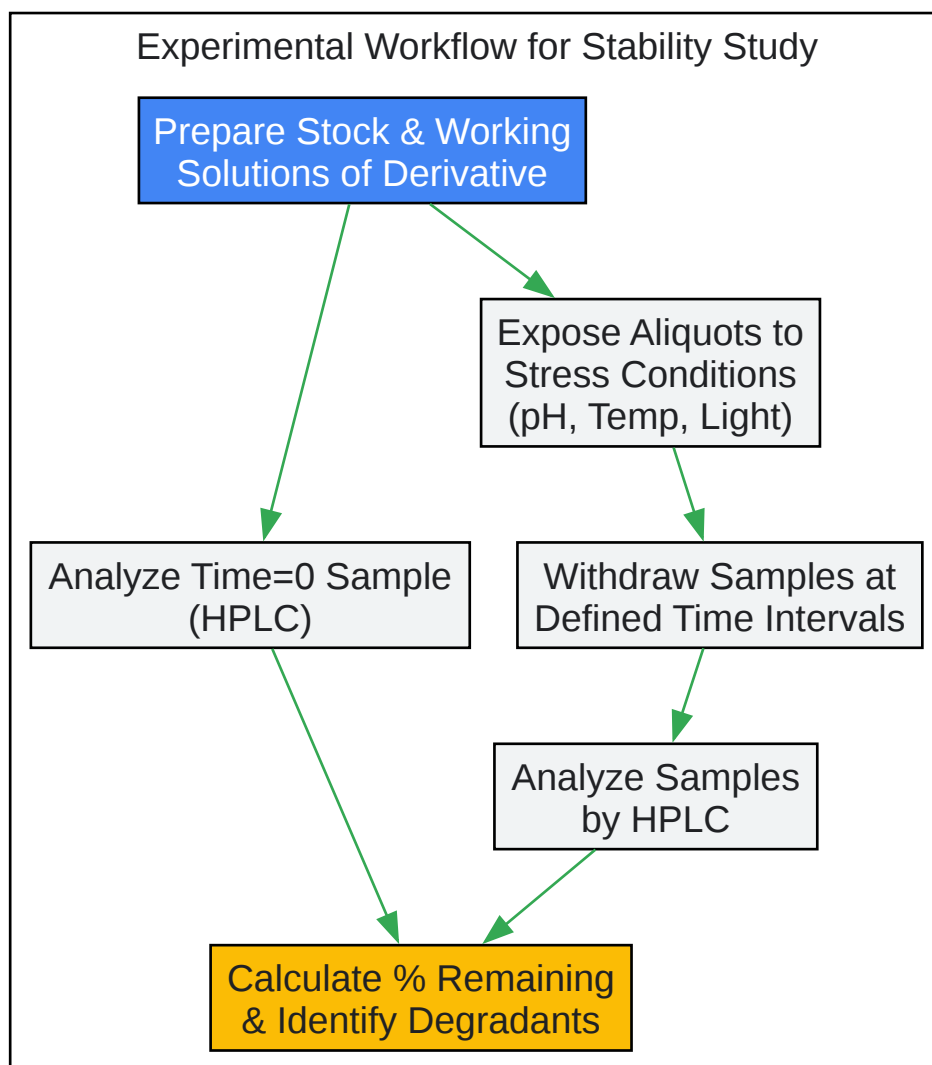 Experimental Workflow for Stability Study
Prepare Stock & Working
Solutions of Derivative
Expose Aliquots to
Stress Conditions
(pH, Temp, Light)
Analyze Time=0 Sample
(HPLC)
Withdraw Samples at
Defined Time Intervals
Analyze Samples
by HPLC
Calculate % Remaining
& Identify Degradants